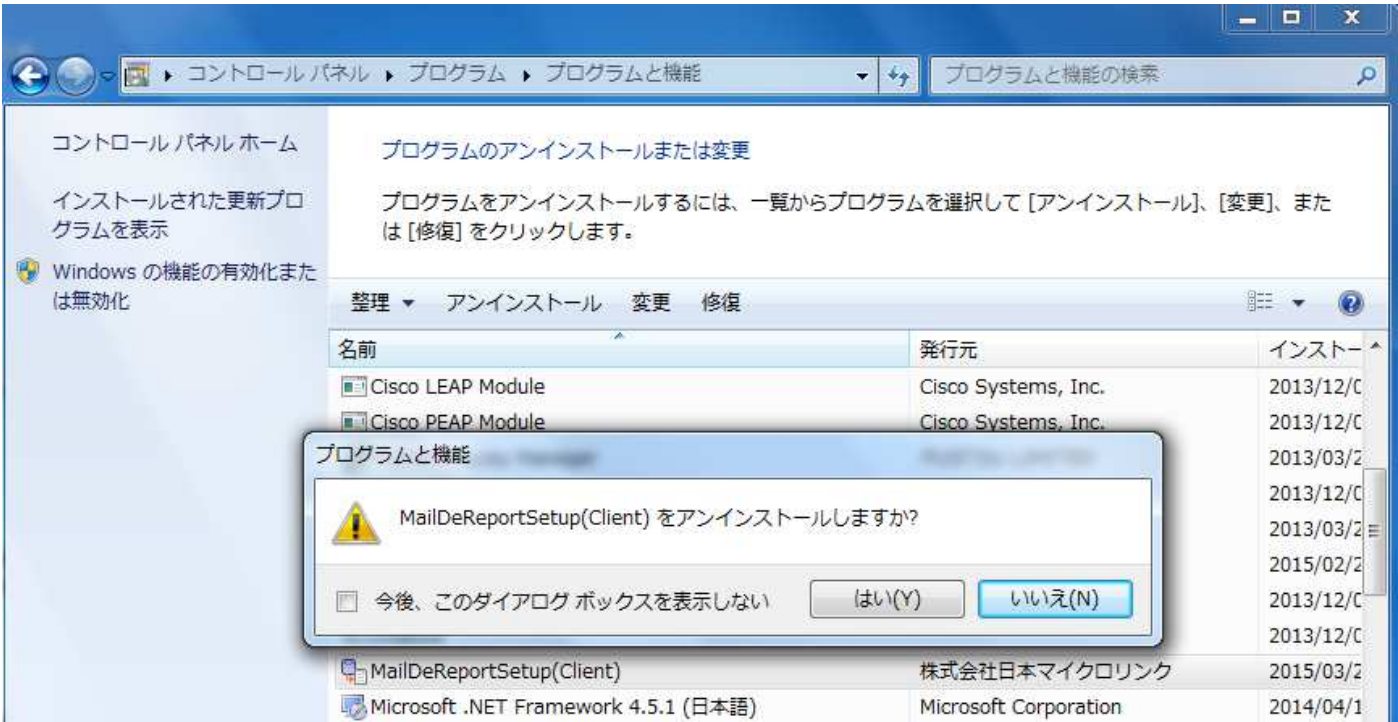 コントロール パネル ▸ プログラム ▸ プログラムと機能
プログラムと機能の検索
コントロール パネル ホーム
インストールされた更新プロ
グラムを表示
Windows の機能の有効化また
は無効化
プログラムのアンインストールまたは変更
プログラムをアンインストールするには、一覧からプログラムを選択して [アンインストール]、[変更]、また
は [修復] をクリックします。
整理 アンインストール 変更 修復
名前 発行元 インストー
Cisco LEAP Module Cisco Systems, Inc. 2013/12/0
Cisco PEAP Module Cisco Systems, Inc. 2013/12/0
2013/03/2
2013/12/0
2013/03/2
2015/02/2
2013/12/0
2013/12/0
プログラムと機能
MailDeReportSetup(Client) をアンインストールしますか?
今後、このダイアログ ボックスを表示しない はい(Y) いいえ(N)
MailDeReportSetup(Client) 株式会社日本マイクロリンク 2015/03/2
Microsoft .NET Framework 4.5.1 (日本語) Microsoft Corporation 2014/04/1